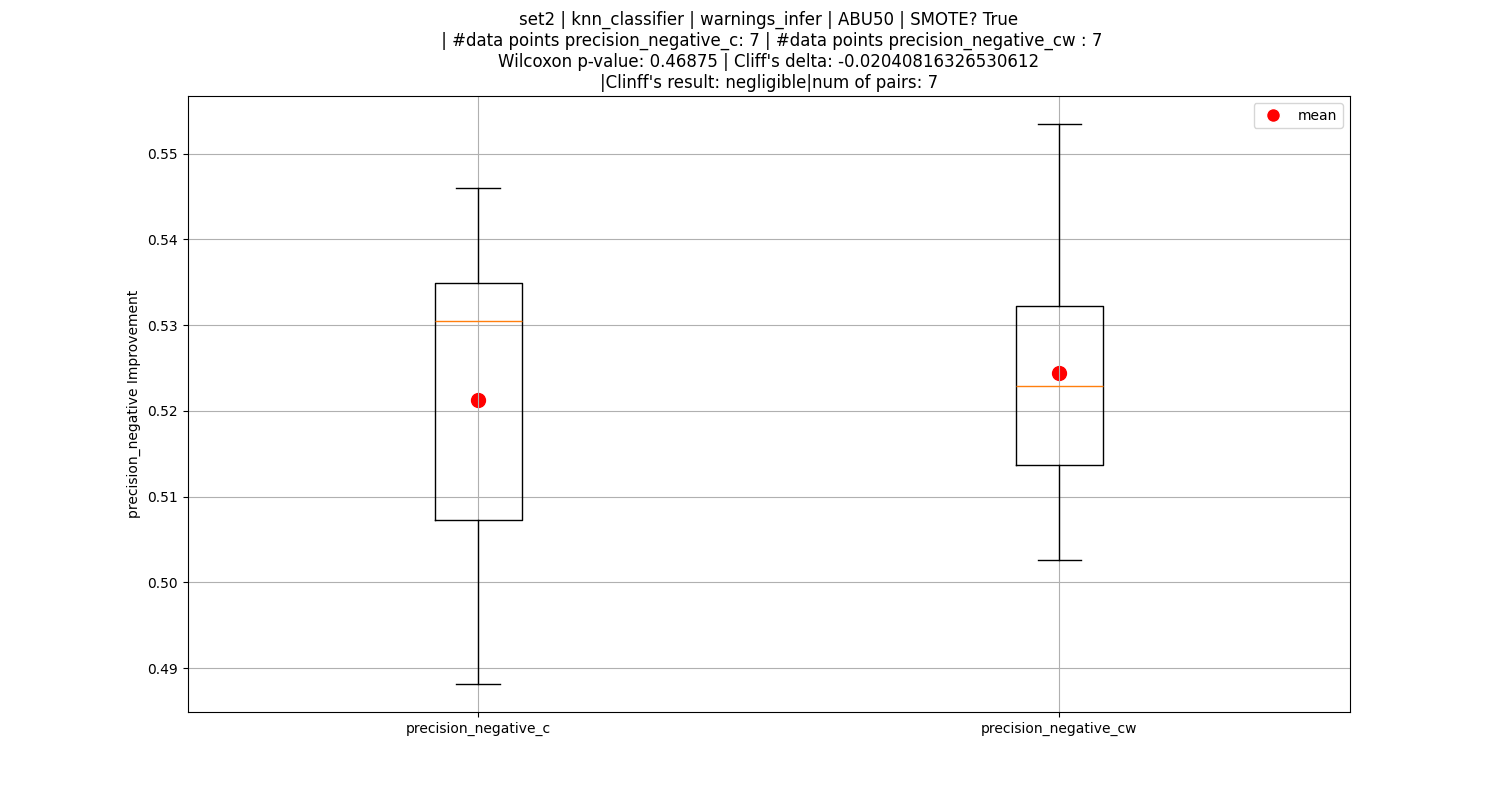 set2 | knn_classifier | warnings_infer | ABU50 | SMOTE? True
| #data points precision_negative_c: 7 | #data points precision_negative_cw : 7
Wilcoxon p-value: 0.46875 | Cliff's delta: -0.02040816326530612
|Clinff's result: negligible|num of pairs: 7
mean
0.55
0.54
0.53
0.52
0.51
0.50
0.49
precision_negative Improvement
precision_negative_c
precision_negative_cw